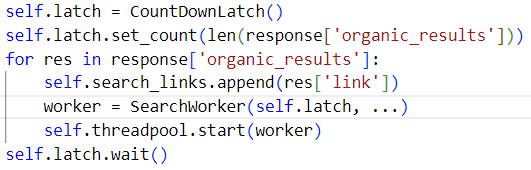 self.latch = CountDownLatch()
self.latch.set_count(len(response['organic_results']))
for res in response['organic_results']:
    self.search_links.append(res['link'])
    worker = SearchWorker(self.latch, ...)
    self.threadpool.start(worker)
self.latch.wait()